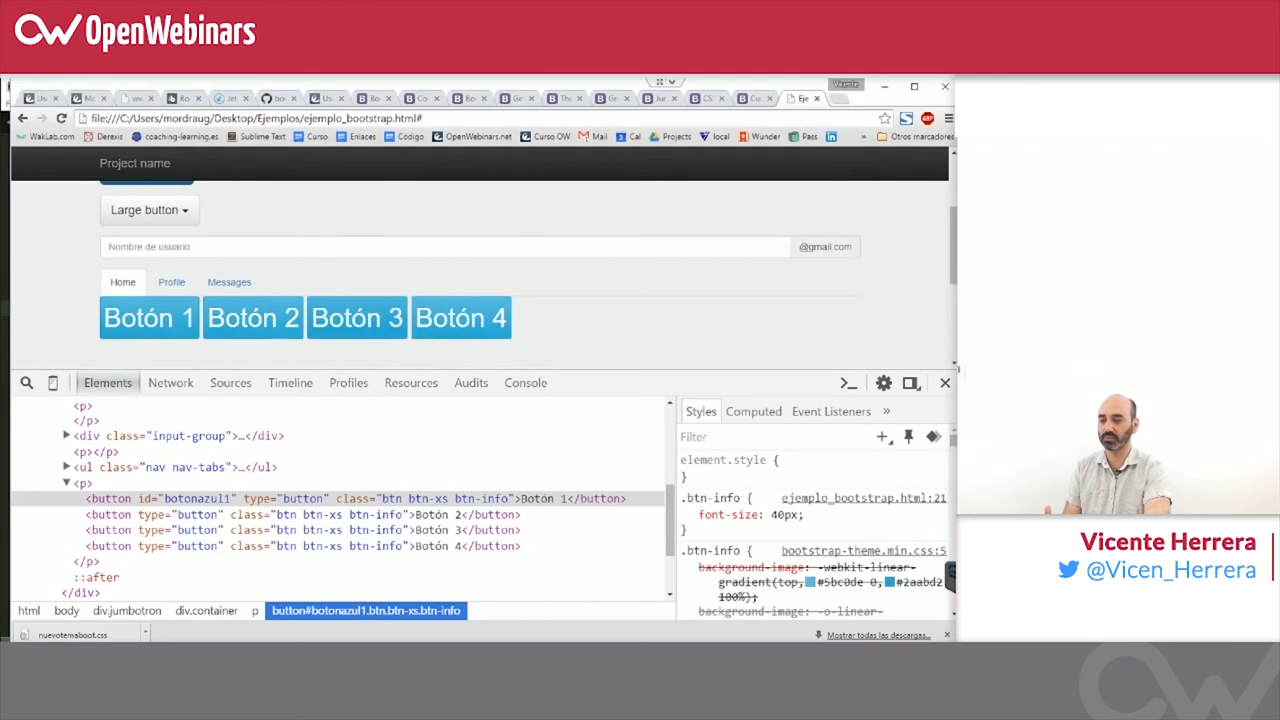 OpenWebinars
Vicente
Eje
file:///C:/Users/mordraug/Desktop/Ejemplos/ejemplo_bootstrap.html#
WakLab.com Derexis coaching-learning.es Sublime Text Curso Enlaces Código OpenWebinars.net Curso OW Mail Cal Projects local Wunder Pass » Otros marcadores
Project name
Large button
Nombre de usuario @gmail.com
Home Profile Messages
Botón 1 Botón 2 Botón 3 Botón 4
Elements Network Sources Timeline Profiles Resources Audits Console
<p>
</p>
<div class="input-group">…</div>
<p></p>
<ul class="nav nav-tabs">…</ul>
<p>
<button id="botonazul1" type="button" class="btn btn-xs btn-info">Botón 1</button>
<button type="button" class="btn btn-xs btn-info">Botón 2</button>
<button type="button" class="btn btn-xs btn-info">Botón 3</button>
<button type="button" class="btn btn-xs btn-info">Botón 4</button>
</p>
::after
</div>
html body div.jumbotron div.container p button#botonazul1.btn.btn-xs.btn-info
Styles Computed Event Listeners »
Filter
element.style {
}
.btn-info { ejemplo_bootstrap.html:21
font-size: 40px;
}
.btn-info { bootstrap-theme.min.css:5
background-image: -webkit-linear-
gradient(top, #5bc0de 0, #2aabd2
100%);
background-image: -o-linear-
nuevotemaboot.css
Mostrar todas las descargas...
Vicente Herrera
@Vicen_Herrera